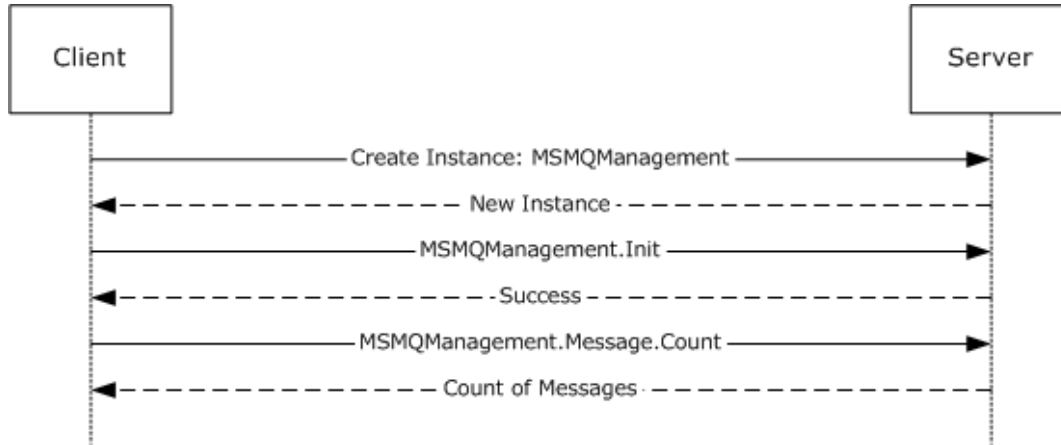 Client
Server
Create Instance: MSMQManagement
New Instance
MSMQManagement.Init
Success
MSMQManagement.Message.Count
Count of Messages